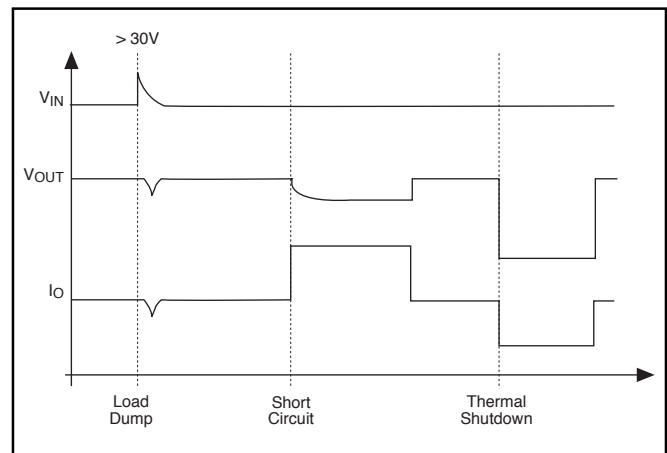 > 30V
VIN
VOUT
IO
Load
Dump
Short
Circuit
Thermal
Shutdown